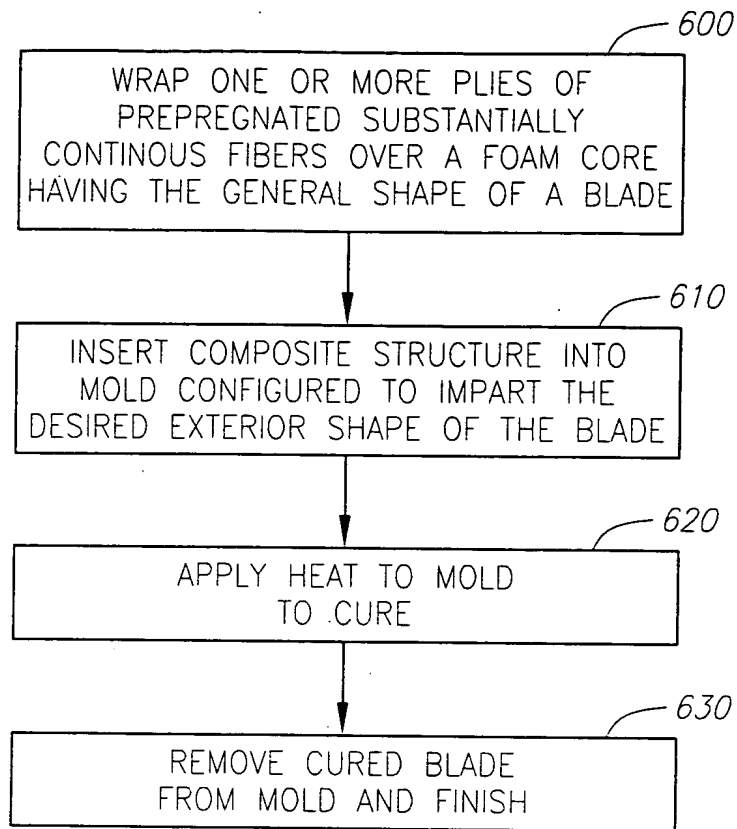 600
WRAP ONE OR MORE PLIES OF
PREPREGNATED SUBSTANTIALLY
CONTINOUS FIBERS OVER A FOAM CORE
HAVING THE GENERAL SHAPE OF A BLADE
610
INSERT COMPOSITE STRUCTURE INTO
MOLD CONFIGURED TO IMPART THE
DESIRED EXTERIOR SHAPE OF THE BLADE
620
APPLY HEAT TO MOLD
TO CURE
630
REMOVE CURED BLADE
FROM MOLD AND FINISH